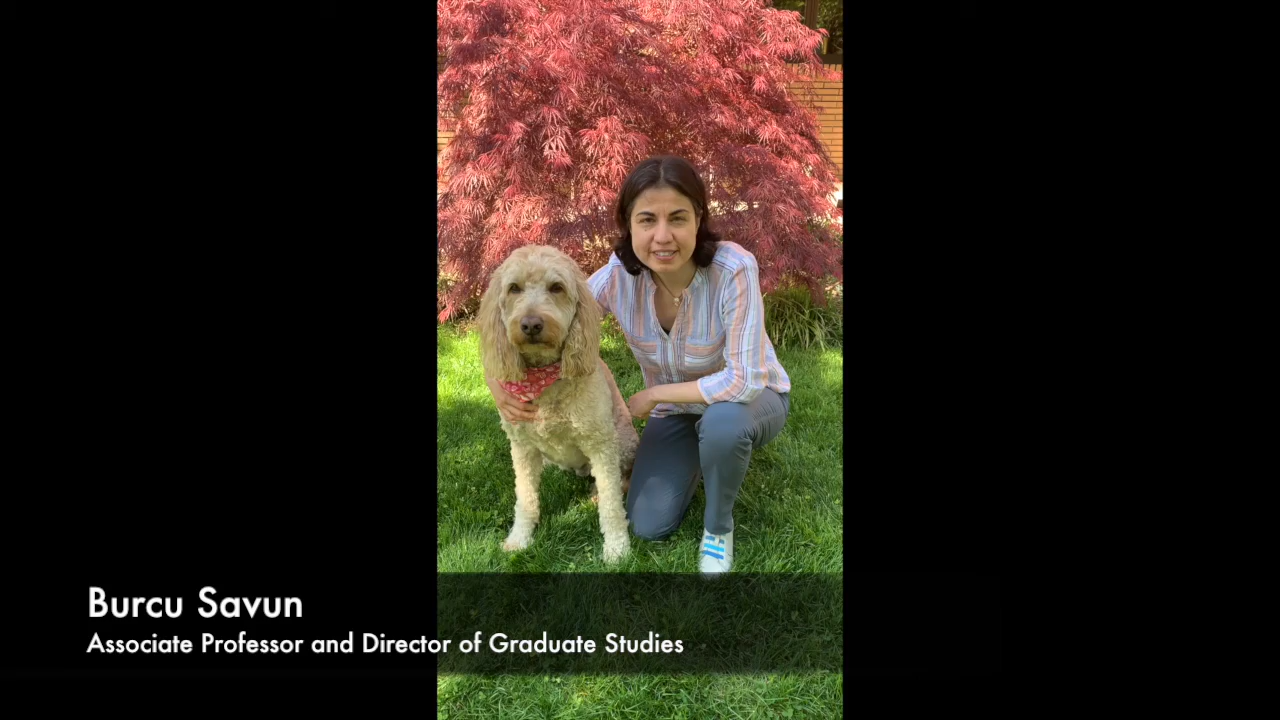 Burcu Savun
Associate Professor and Director of Graduate Studies